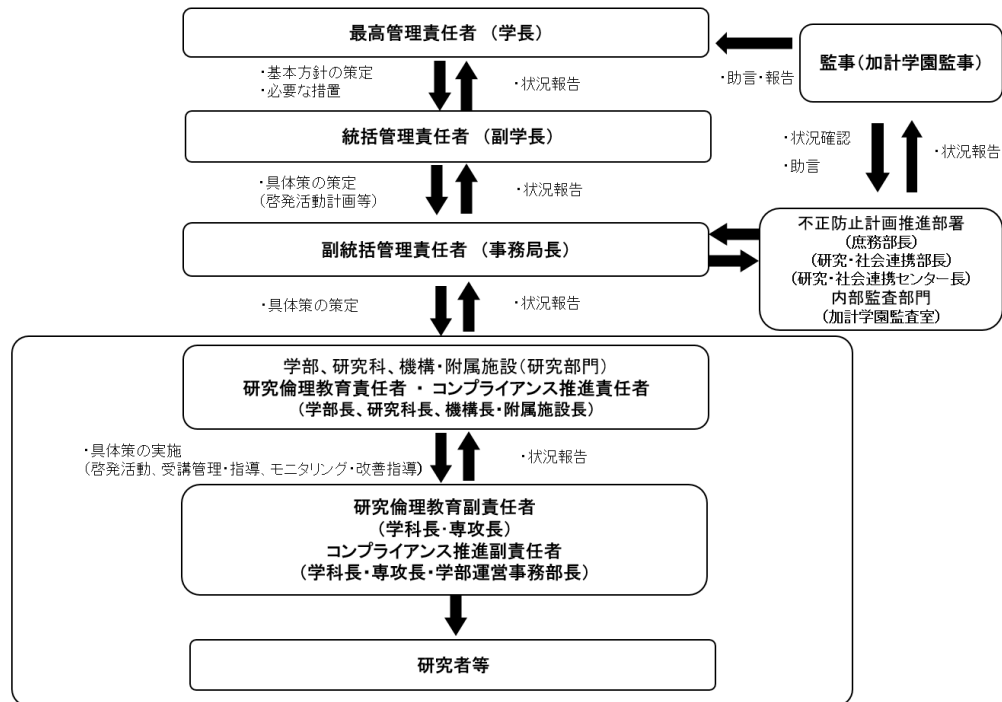 最高管理責任者 (学長)
監事(加計学園監事)
・基本方針の策定
・必要な措置
・状況報告
・助言・報告
統括管理責任者 (副学長)
・状況確認
・助言
・状況報告
・具体策の策定
(啓発活動計画等)
・状況報告
副統括管理責任者 (事務局長)
不正防止計画推進部署
(庶務部長)
(研究・社会連携部長)
(研究・社会連携センター長)
内部監査部門
(加計学園監査室)
・具体策の策定
・状況報告
学部、研究科、機構・附属施設(研究部門)
研究倫理教育責任者 ・ コンプライアンス推進責任者
(学部長、研究科長、機構長・附属施設長)
・具体策の実施
(啓発活動、受講管理・指導、モニタリング・改善指導)
・状況報告
研究倫理教育副責任者
(学科長・専攻長)
コンプライアンス推進副責任者
(学科長・専攻長・学部運営事務部長)
研究者等